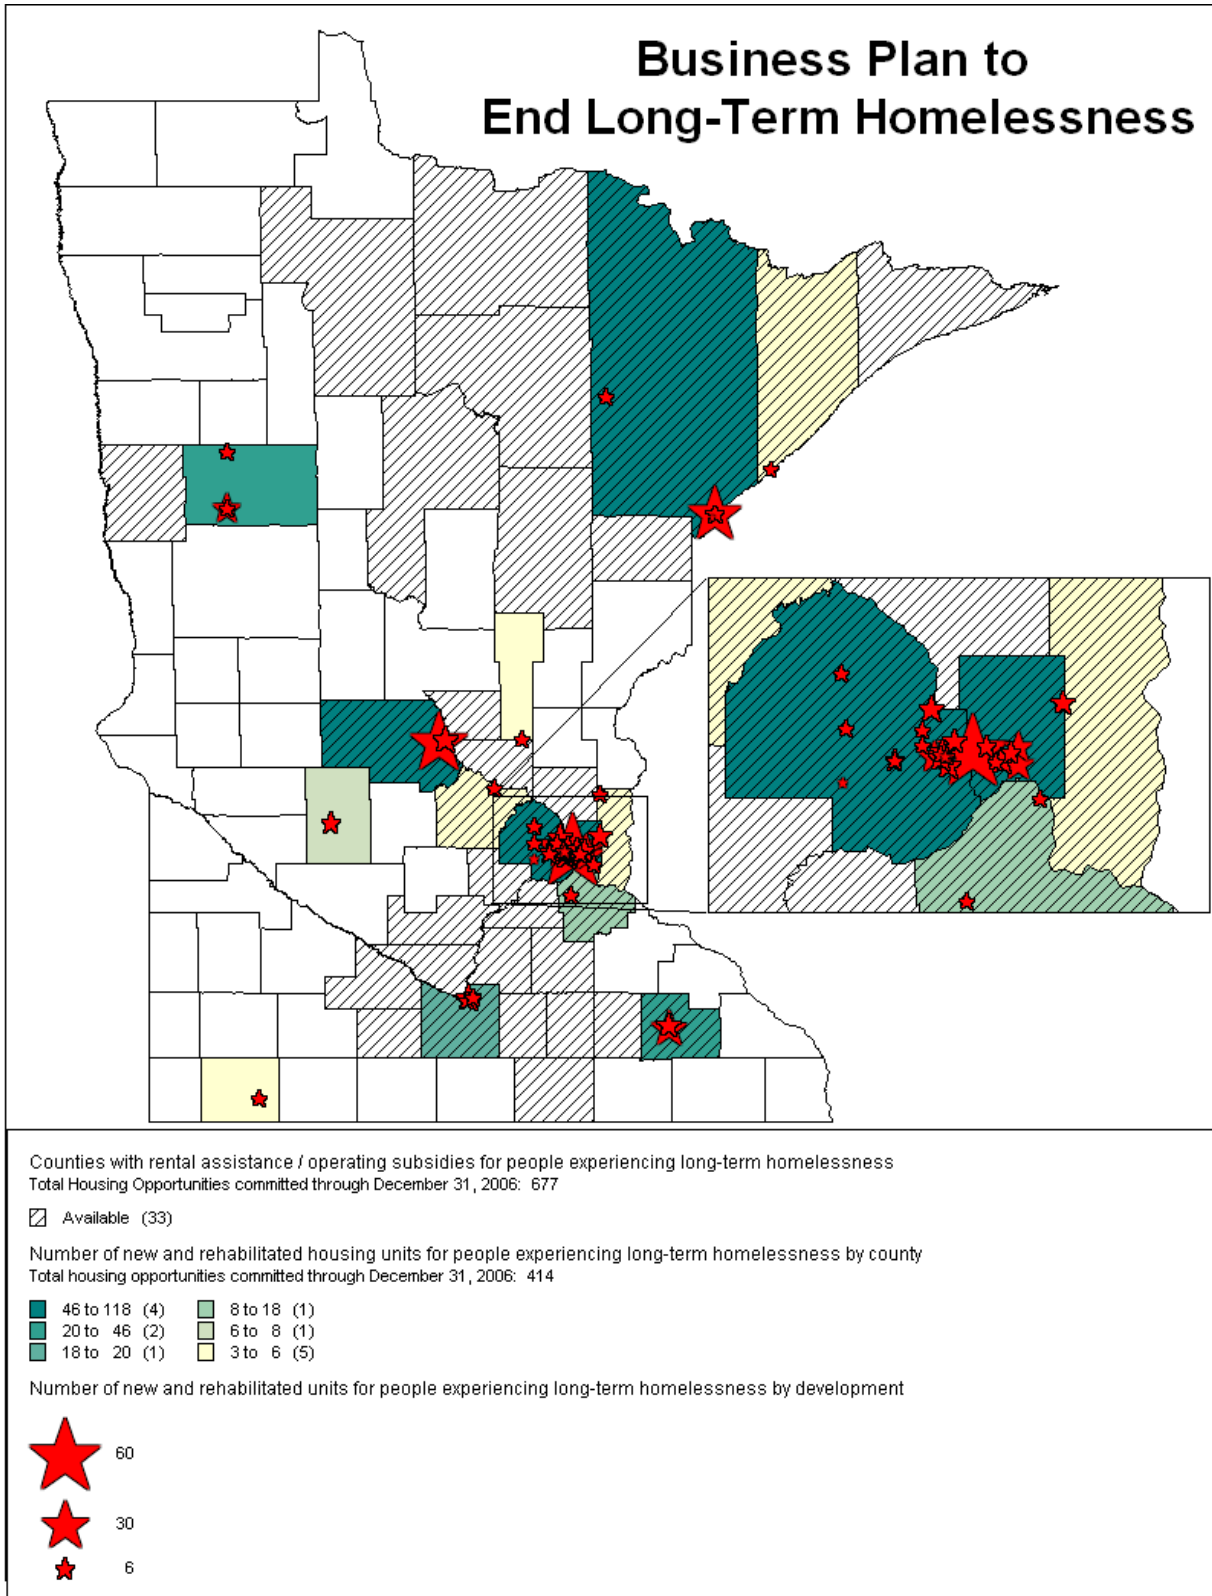 Business Plan to
End Long-Term Homelessness
Counties with rental assistance / operating subsidies for people experiencing long-term homelessness
Total Housing Opportunities committed through December 31, 2006: 677
Available (33)
Number of new and rehabilitated housing units for people experiencing long-term homelessness by county
Total housing opportunities committed through December 31, 2006: 414
46 to 118 (4) 8 to 18 (1)
20 to 46 (2) 6 to 8 (1)
18 to 20 (1) 3 to 6 (5)
Number of new and rehabilitated units for people experiencing long-term homelessness by development
60
30
6